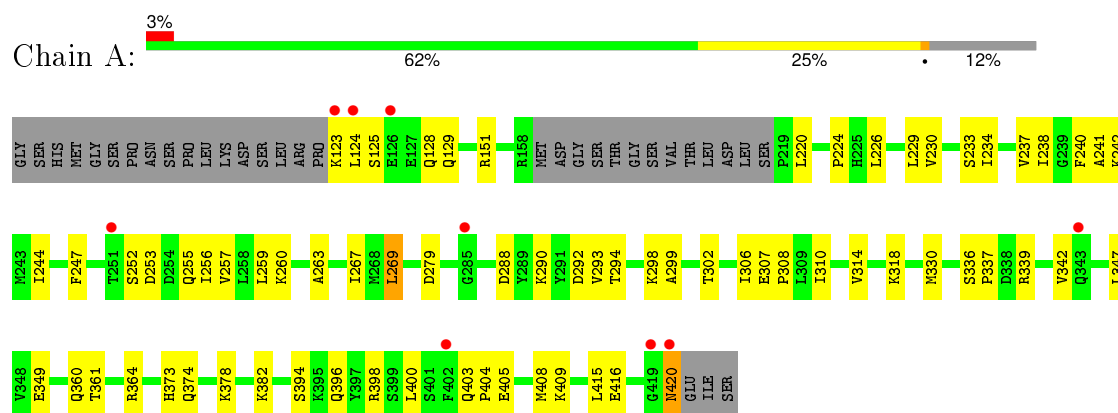 3%
Chain A:
62% 25% • 12%
GLY SER HIS MET GLY SER PRO ASN SER PRO LEU LYS ASP SER LEU ARG PRO K123 L124 S125 E126 E127 Q128 Q129 R151 R158 MET ASP GLY SER THR GLY SER VAL THR LEU ASP LEU SER P219 L220 P224 H225 L226 L229 V230 S233 I234 V237 I238 G239 F240 A241 K242
M243 I244 F247 T251 S252 D253 D254 Q255 I256 V257 L258 L259 K260 A263 I267 M268 L269 D279 G285 D288 Y289 K290 Y291 D292 V293 T294 K298 A299 T302 I306 E307 P308 L309 I310 V314 K318 M330 S336 P337 D338 R339 V342 Q343 L347
V348 E349 Q360 T361 R364 H373 Q374 K378 K382 S394 K395 Q396 Y397 R398 S399 L400 S401 F402 Q403 P404 E405 M408 K409 L415 E416 G419 N420 GLU ILE SER